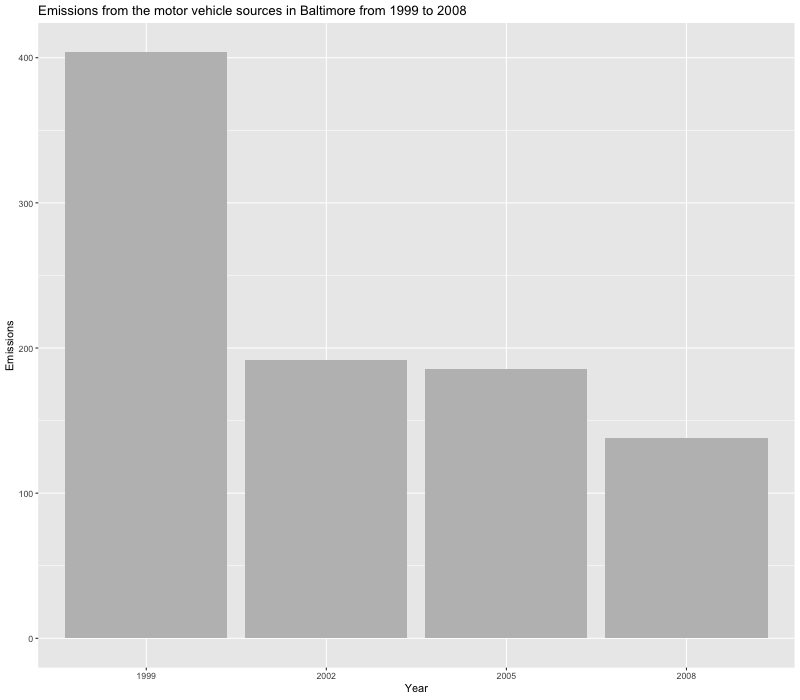 Emissions from the motor vehicle sources in Baltimore from 1999 to 2008
400
300
200
100
0
Emissions
1999 2002 2005 2008
Year